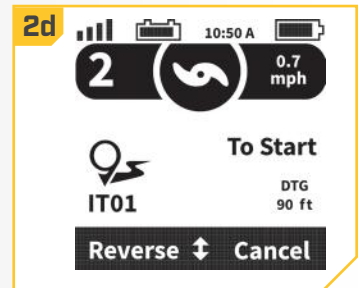 2d
10:50 A
2
0.7
mph
To Start
IT01
DTG
90 ft
Reverse Cancel